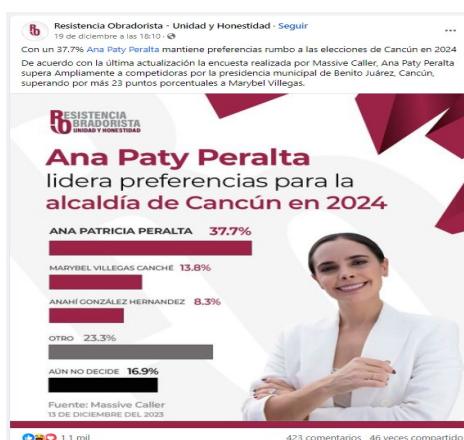 Resistencia Obradorista - Unidad y Honestidad · Seguir
19 de diciembre a las 18:10 ·
Con un 37.7% Ana Paty Peralta mantiene preferencias rumbo a las elecciones de Cancún en 2024
De acuerdo con la última actualización la encuesta realizada por Massive Caller, Ana Paty Peralta
supera Ampliamente a competidoras por la presidencia municipal de Benito Juárez, Cancún,
superando por más 23 puntos porcentuales a Marybel Villegas.
RESISTENCIA
OBRADORISTA
UNIDAD Y HONESTIDAD
Ana Paty Peralta
lidera preferencias para la
alcaldía de Cancún en 2024
ANA PATRICIA PERALTA 37.7%
MARYBEL VILLEGAS CANCHÉ 13.8%
ANAHÍ GONZÁLEZ HERNANDEZ 8.3%
OTRO 23.3%
AÚN NO DECIDE 16.9%
Fuente: Massive Caller
13 DE DICIEMBRE DEL 2023
1.1 mil 423 comentarios 46 veces compartido